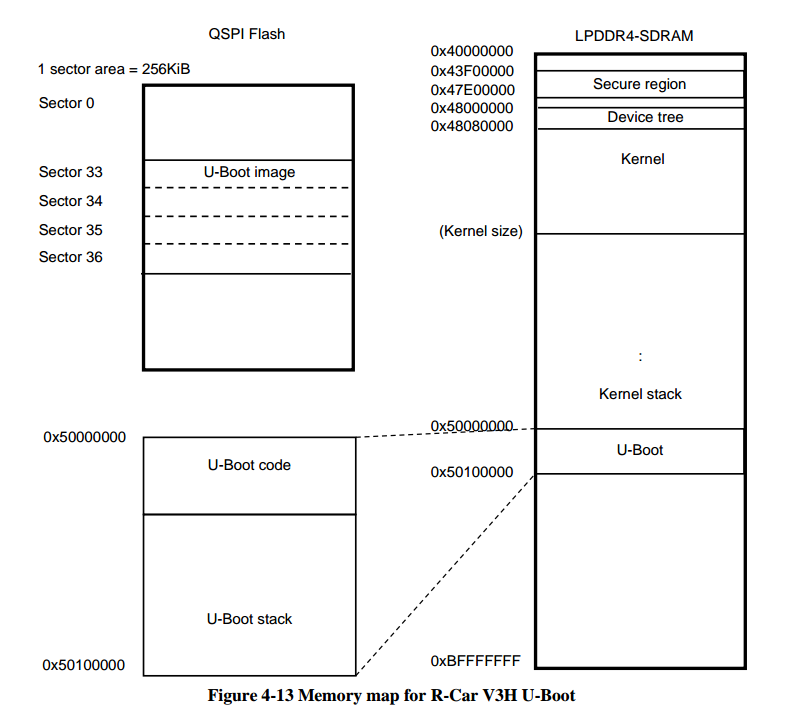 QSPI Flash
1 sector area = 256KiB
Sector 0
Sector 33
U-Boot image
Sector 34
Sector 35
Sector 36
LPDDR4-SDRAM
0x40000000
0x43F00000
Secure region
0x47E00000
0x48000000
Device tree
0x48080000
Kernel
(Kernel size)
:
Kernel stack
0x50000000
U-Boot
0x50100000
0xBFFFFFFF
0x50000000
U-Boot code
U-Boot stack
0x50100000
Figure 4-13 Memory map for R-Car V3H U-Boot